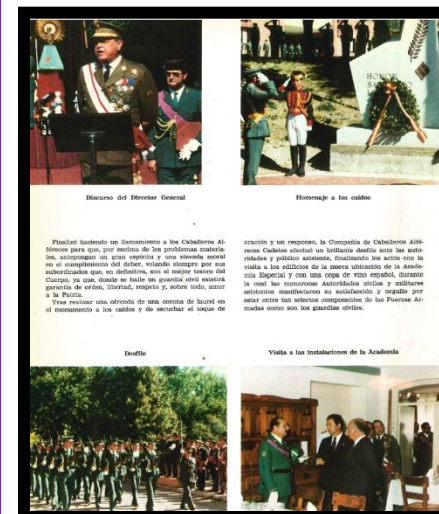 HONOR
Discurso del Director General
Homenaje a los caídos
Finalizó haciendo un llamamiento a los Caballeros Al-
féreces para que, por encima de los problemas materia-
les, antepongan un gran espíritu y una elevada moral
en el cumplimiento del deber, velando siempre por sus
subordinados que, en definitiva, son el mejor tesoro del
Cuerpo, ya que, donde se halle un guardia civil existirá
garantía de orden, libertad, respeto y, sobre todo, amor
a la Patria.
Tras realizar una ofrenda de una corona de laurel en
el monumento a los caídos y de escuchar el toque de
oración y un responso, la Compañía de Caballeros Alfé-
reces Cadetes efectuó un brillante desfile ante las auto-
ridades y público asistente, finalizando los actos con la
visita a los edificios de la nueva ubicación de la Acade-
mia Especial y con una copa de vino español, durante
la cual las numerosas Autoridades civiles y militares
asistentes manifestaron su satisfacción y orgullo por
estar entre tan selectos componentes de las Fuerzas Ar-
madas como son los guardias civiles.
Desfile
Visita a las instalaciones de la Academia